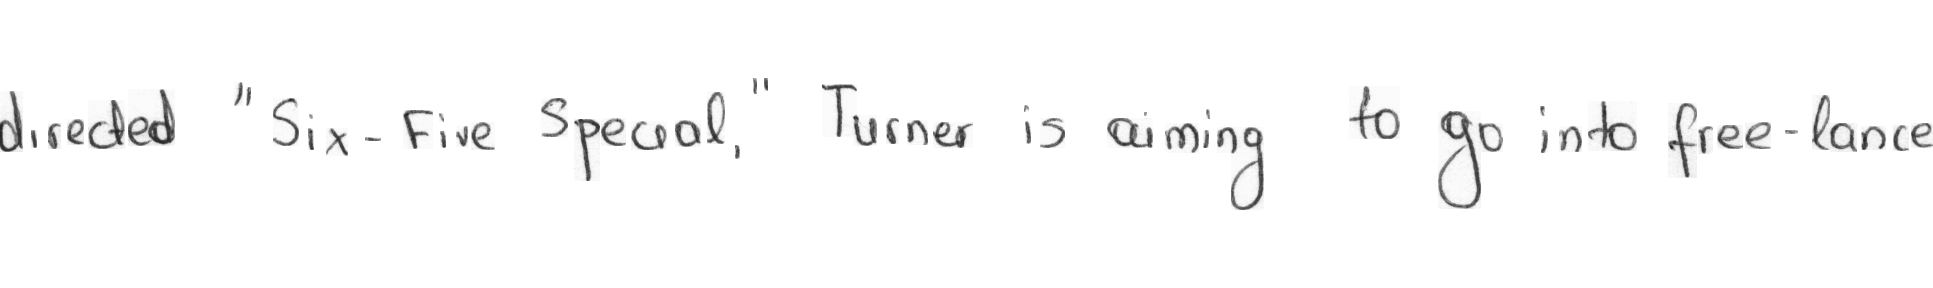 directed "Six-Five Special," Turner is aiming to go into free-lance